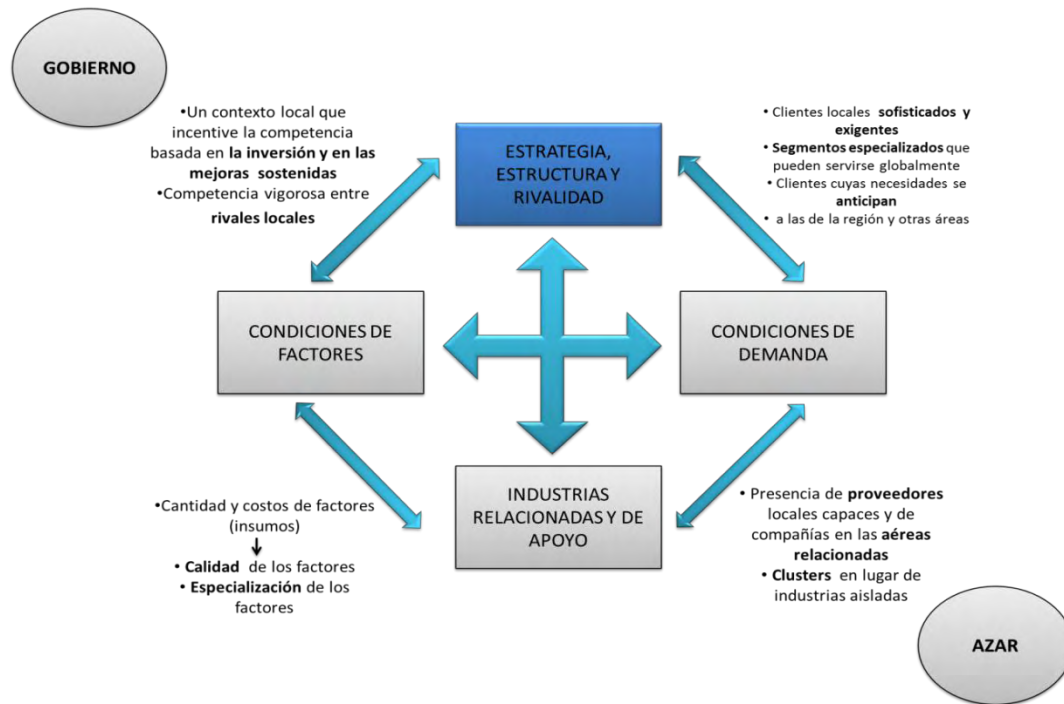 GOBIERNO
•Un contexto local que
incentive la competencia
basada en la inversión y en las
mejoras sostenidas
•Competencia vigorosa entre
rivales locales
ESTRATEGIA,
ESTRUCTURA Y
RIVALIDAD
• Clientes locales sofisticados y
exigentes
• Segmentos especializados que
pueden servirse globalmente
• Clientes cuyas necesidades se
anticipan
• a las de la región y otras áreas
CONDICIONES DE
FACTORES
CONDICIONES DE
DEMANDA
•Cantidad y costos de factores
(insumos)
• Calidad de los factores
• Especialización de los
factores
INDUSTRIAS
RELACIONADAS Y DE
APOYO
• Presencia de proveedores
locales capaces y de
compañías en las aéreas
relacionadas
• Clusters en lugar de
industrias aisladas
AZAR